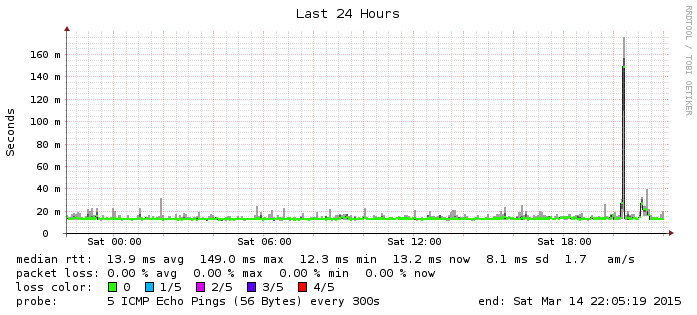 Last 24 Hours
RRDTOOL / TOBI OETIKER
Seconds
160 m
140 m
120 m
100 m
80 m
60 m
40 m
20 m
0
Sat 00:00 Sat 06:00 Sat 12:00 Sat 18:00
median rtt: 13.9 ms avg 149.0 ms max 12.3 ms min 13.2 ms now 8.1 ms sd 1.7 am/s
packet loss: 0.00 % avg 0.00 % max 0.00 % min 0.00 % now
loss color: 0 1/5 2/5 3/5 4/5
probe: 5 ICMP Echo Pings (56 Bytes) every 300s end: Sat Mar 14 22:05:19 2015